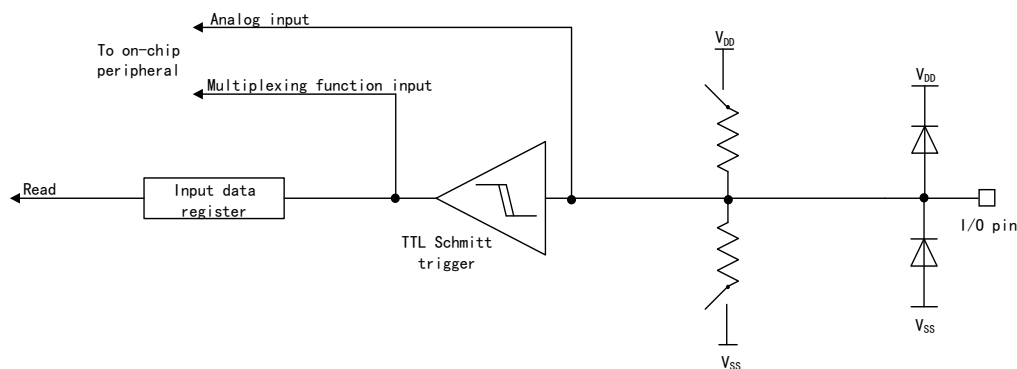 Analog input
To on-chip
peripheral
Multiplexing function input
Read
Input data
register
TTL Schmitt
trigger
VDD
VSS
VDD
VSS
I/O pin